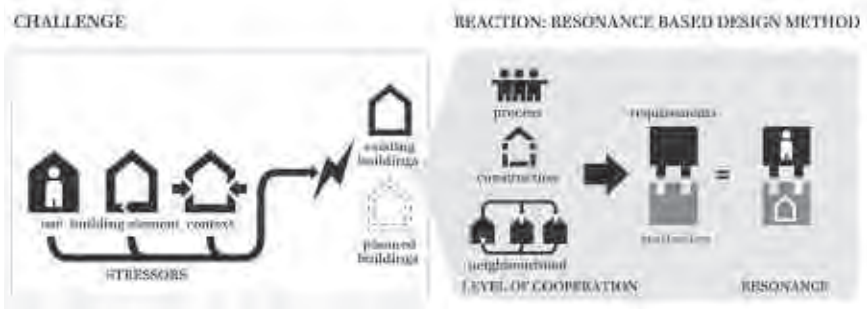 CHALLENGE
REACTION: RESONANCE BASED DESIGN METHOD
existing
buildings
planned
buildings
use building element context
STRESSORS
process
construction
neighbourhood
LEVEL OF COOPERATION
requirements
=
RESONANCE